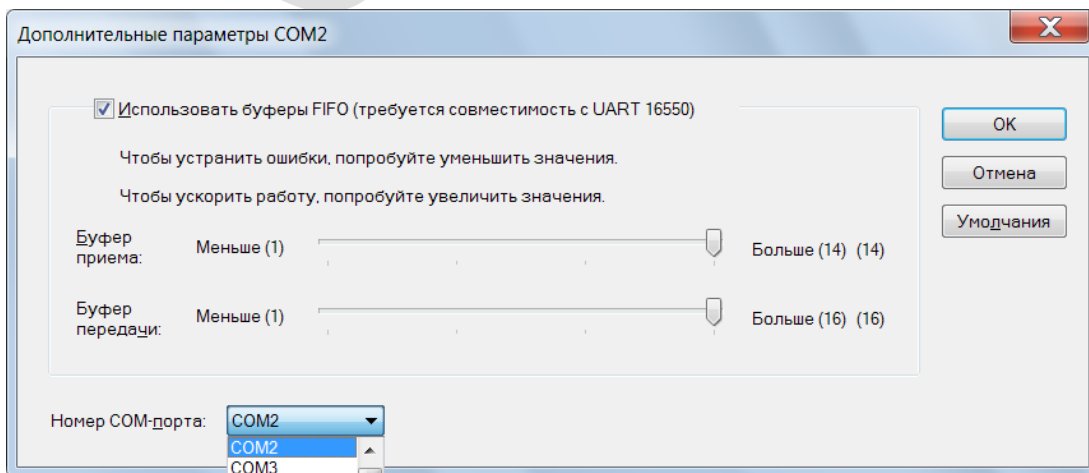 Дополнительные параметры COM2
Использовать буферы FIFO (требуется совместимость с UART 16550)
Чтобы устранить ошибки, попробуйте уменьшить значения.
Чтобы ускорить работу, попробуйте увеличить значения.
Буфер
приема:
Меньше (1)
Больше (14) (14)
Буфер
передачи:
Меньше (1)
Больше (16) (16)
Номер COM-порта:
COM2
COM2
COM3
OK
Отмена
Умолчания